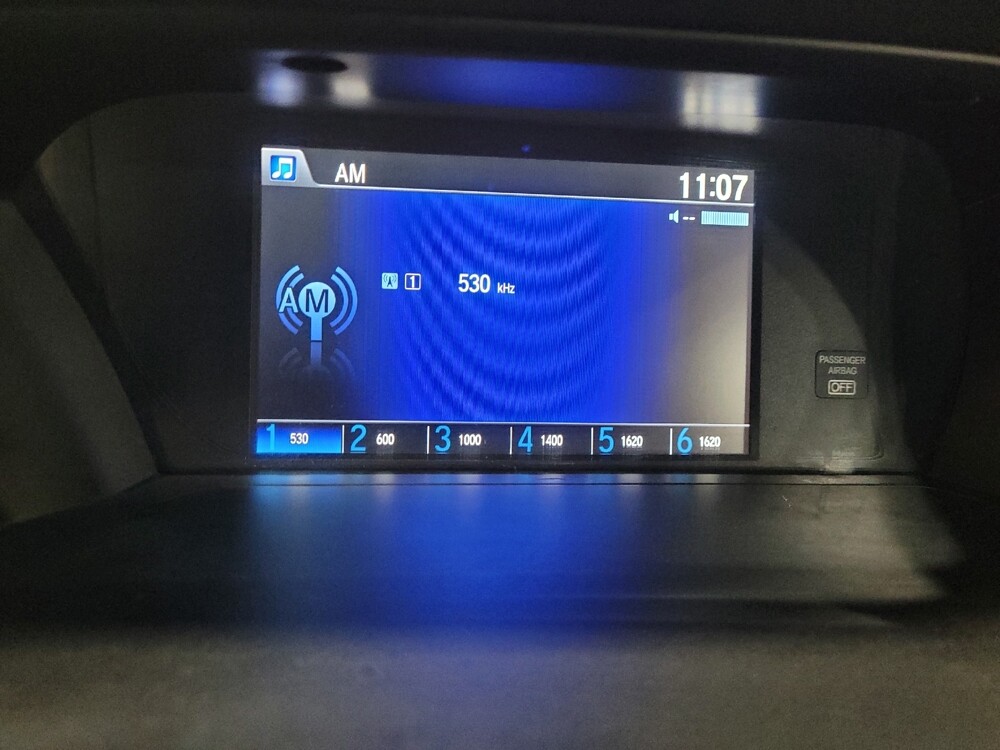 AM
11:07
--
AM
1 530 kHz
PASSENGER
AIRBAG
OFF
1 530 2 600 3 1000 4 1400 5 1620 6 1620